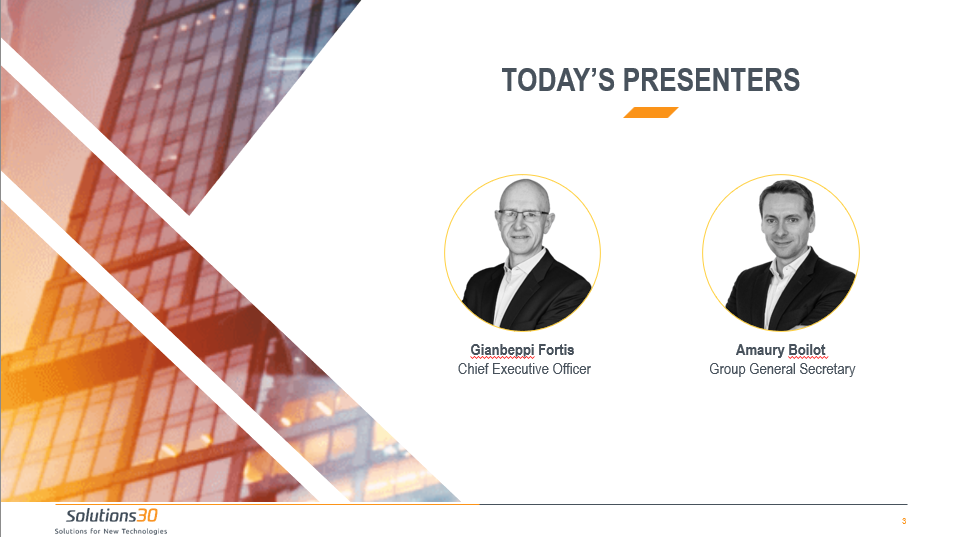 TODAY’S PRESENTERS
Gianbeppi Fortis
Chief Executive Officer
Amaury Boilot
Group General Secretary
Solutions30
Solutions for New Technologies
3